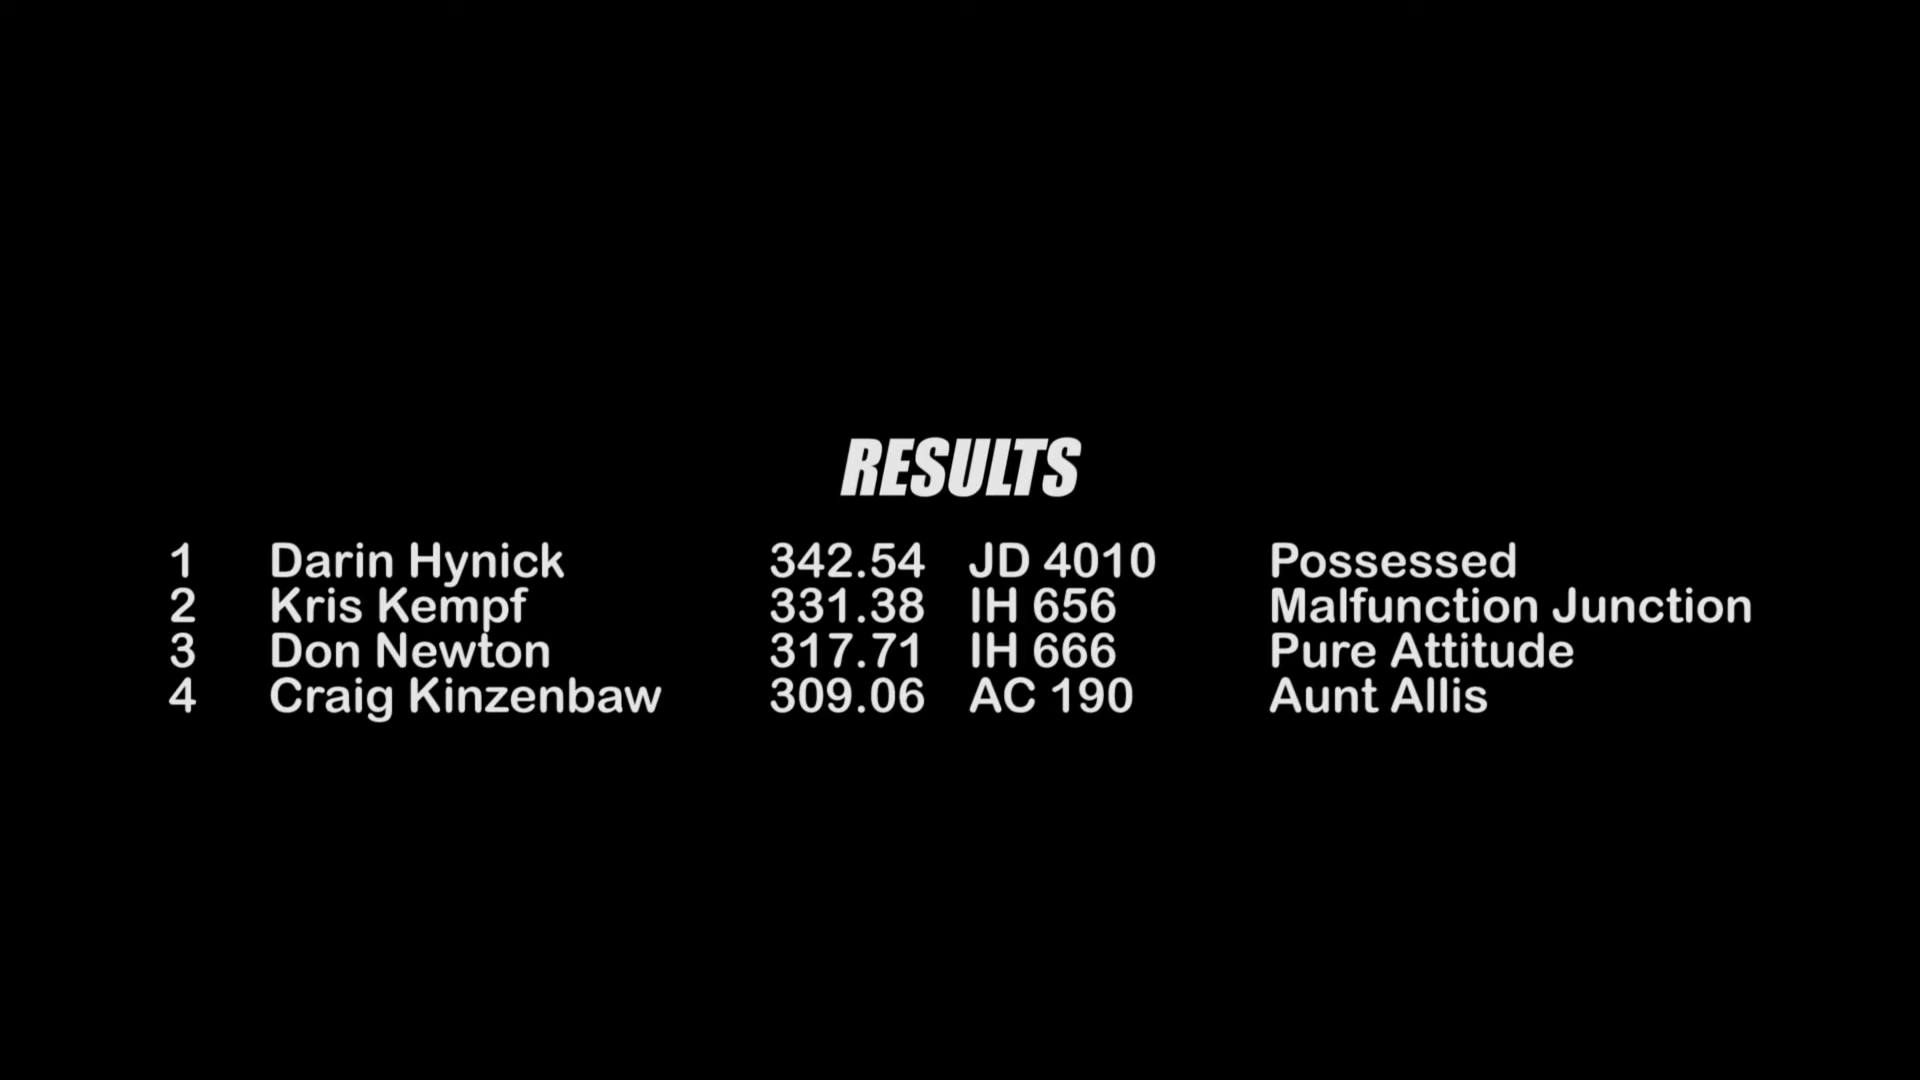 RESULTS
1 Darin Hynick 342.54 JD 4010 Possessed
2 Kris Kempf 331.38 IH 656 Malfunction Junction
3 Don Newton 317.71 IH 666 Pure Attitude
4 Craig Kinzenbaw 309.06 AC 190 Aunt Allis